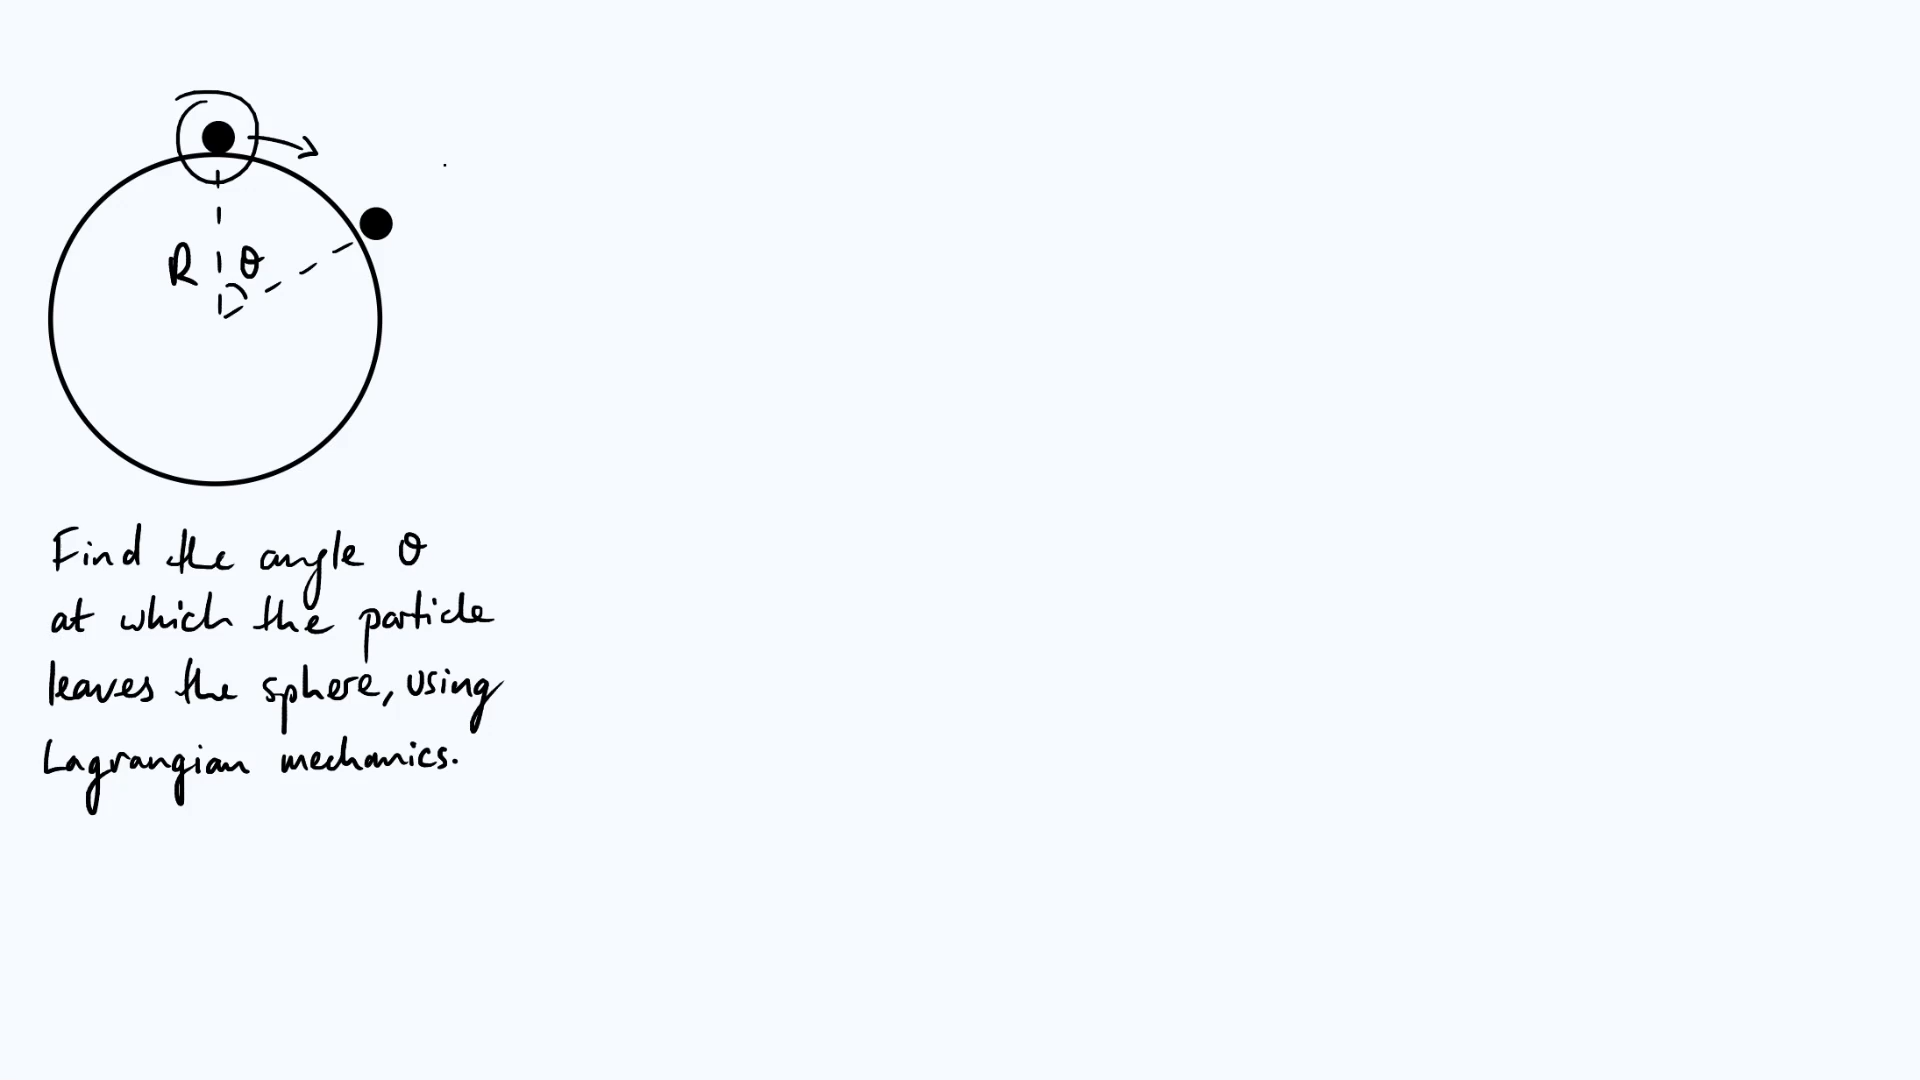 R θ
Find the angle θ
at which the particle
leaves the sphere, using
Lagrangian mechanics.